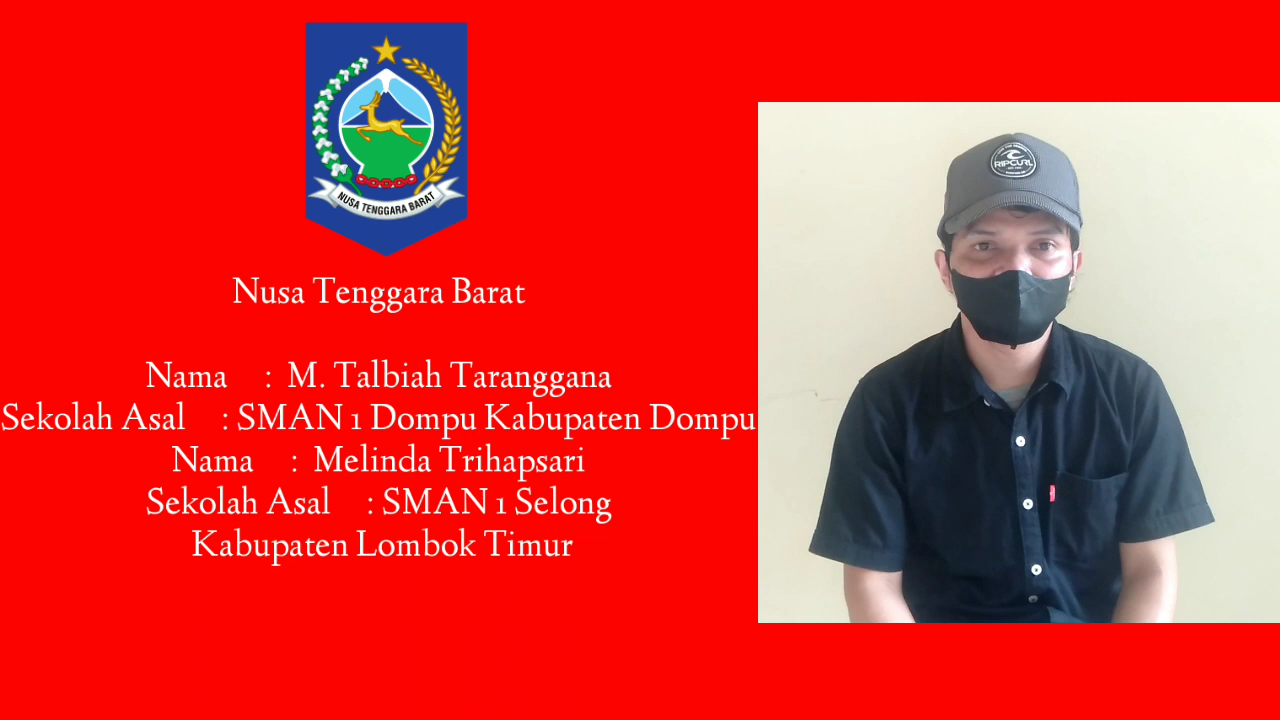 NUSA TENGGARA BARAT
Nusa Tenggara Barat
Nama : M. Talbiah Taranggana
Sekolah Asal : SMAN 1 Dompu Kabupaten Dompu
Nama : Melinda Trihapsari
Sekolah Asal : SMAN 1 Selong
Kabupaten Lombok Timur
RIPCURL